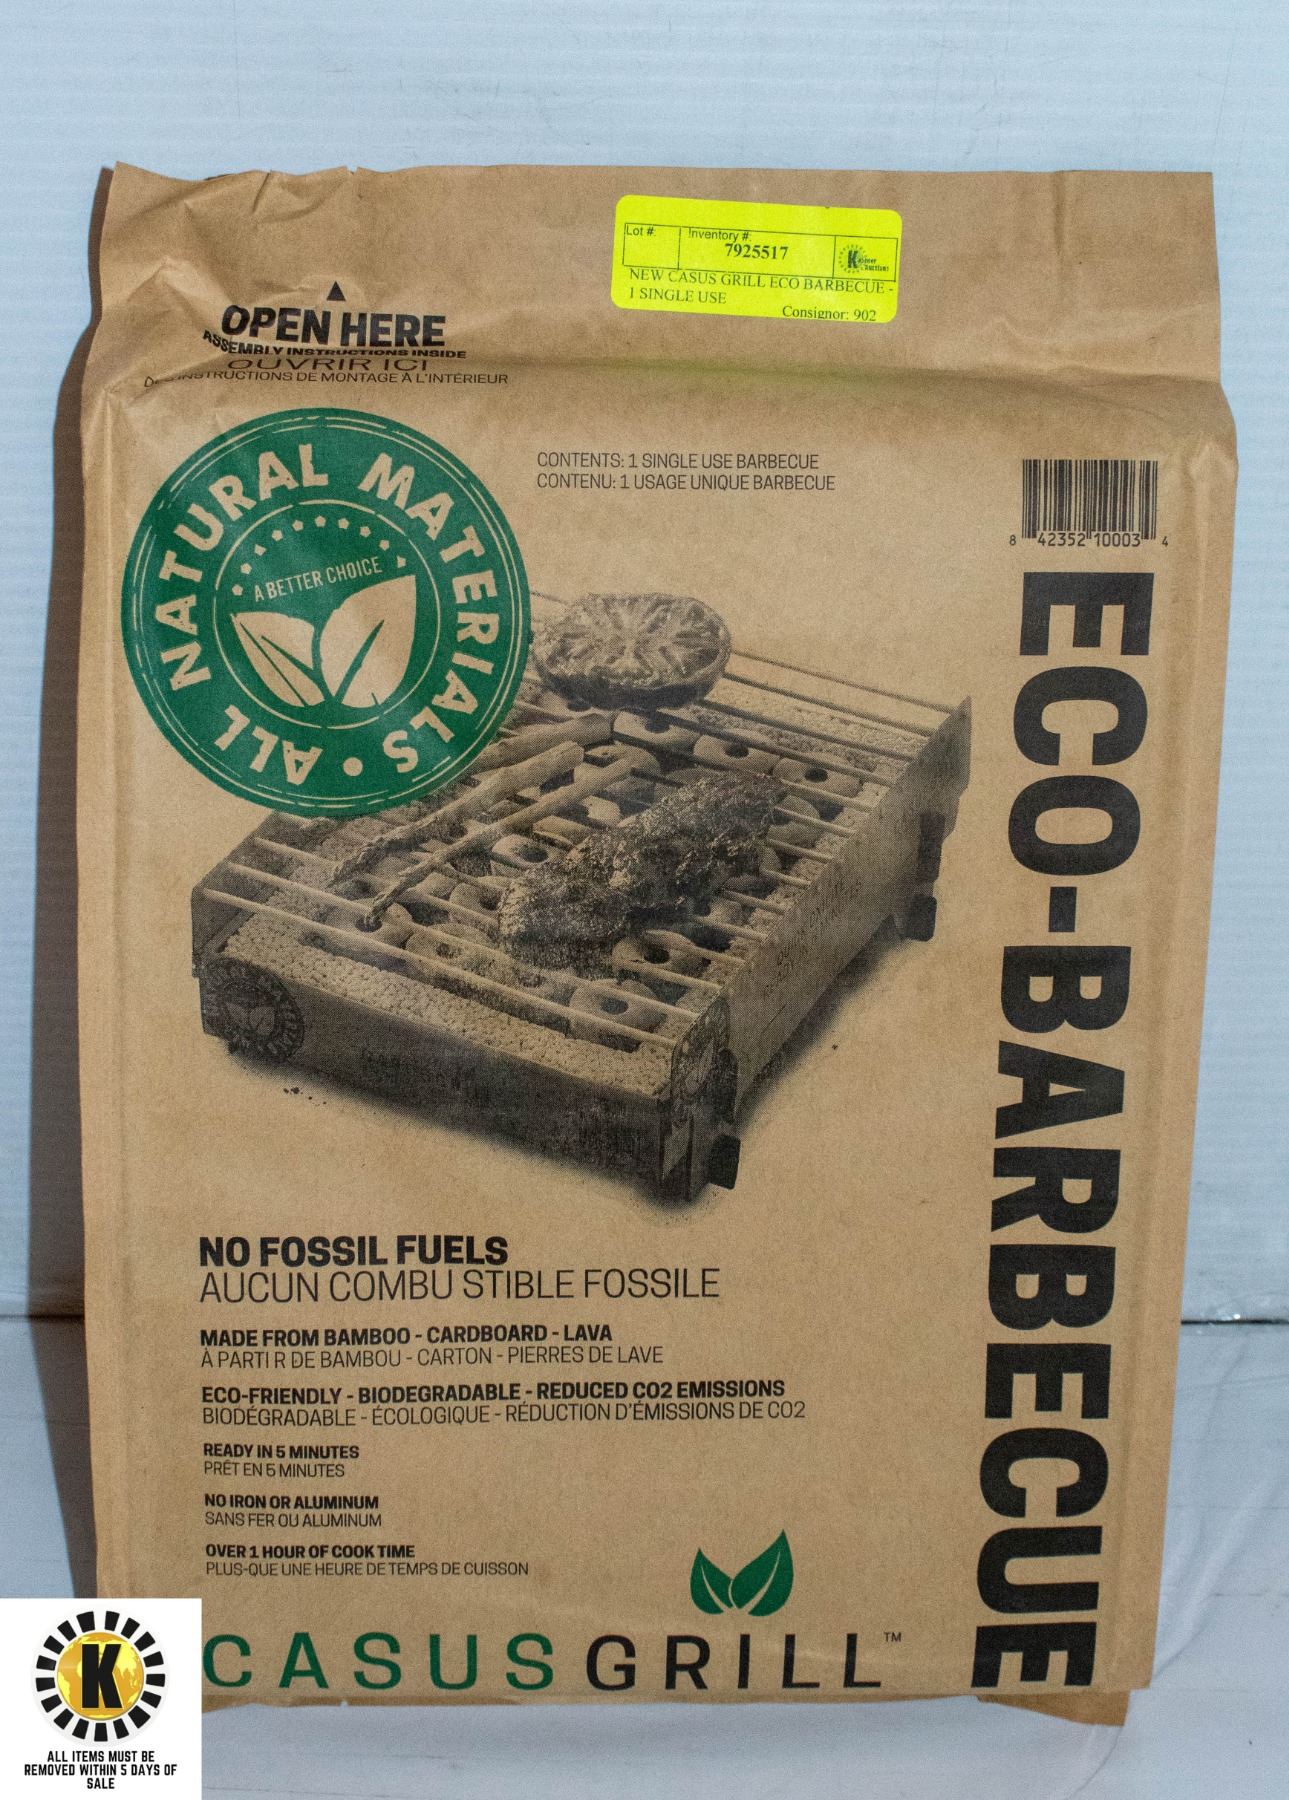 Lot #:
Inventory #:
7925517
K
NEW CASUS GRILL ECO BARBECUE -
1 SINGLE USE
Consignor: 902
OPEN HERE
ASSEMBLY INSTRUCTIONS INSIDE
OUVRIR ICI
INSTRUCTIONS DE MONTAGE À L'INTÉRIEUR
ALL NATURAL MATERIALS •
A BETTER CHOICE
CONTENTS: 1 SINGLE USE BARBECUE
CONTENU: 1 USAGE UNIQUE BARBECUE
8 42352 10003 4
ECO-BARBECUE
NO FOSSIL FUELS
AUCUN COMBU STIBLE FOSSILE
MADE FROM BAMBOO - CARDBOARD - LAVA
À PARTI R DE BAMBOU - CARTON - PIERRES DE LAVE
ECO-FRIENDLY - BIODEGRADABLE - REDUCED CO2 EMISSIONS
BIODÉGRADABLE - ÉCOLOGIQUE - RÉDUCTION D'ÉMISSIONS DE CO2
READY IN 5 MINUTES
PRÊT EN 5 MINUTES
NO IRON OR ALUMINUM
SANS FER OU ALUMINUM
OVER 1 HOUR OF COOK TIME
PLUS-QUE UNE HEURE DE TEMPS DE CUISSON
CASUSGRILL™
K
ALL ITEMS MUST BE
REMOVED WITHIN 5 DAYS OF
SALE